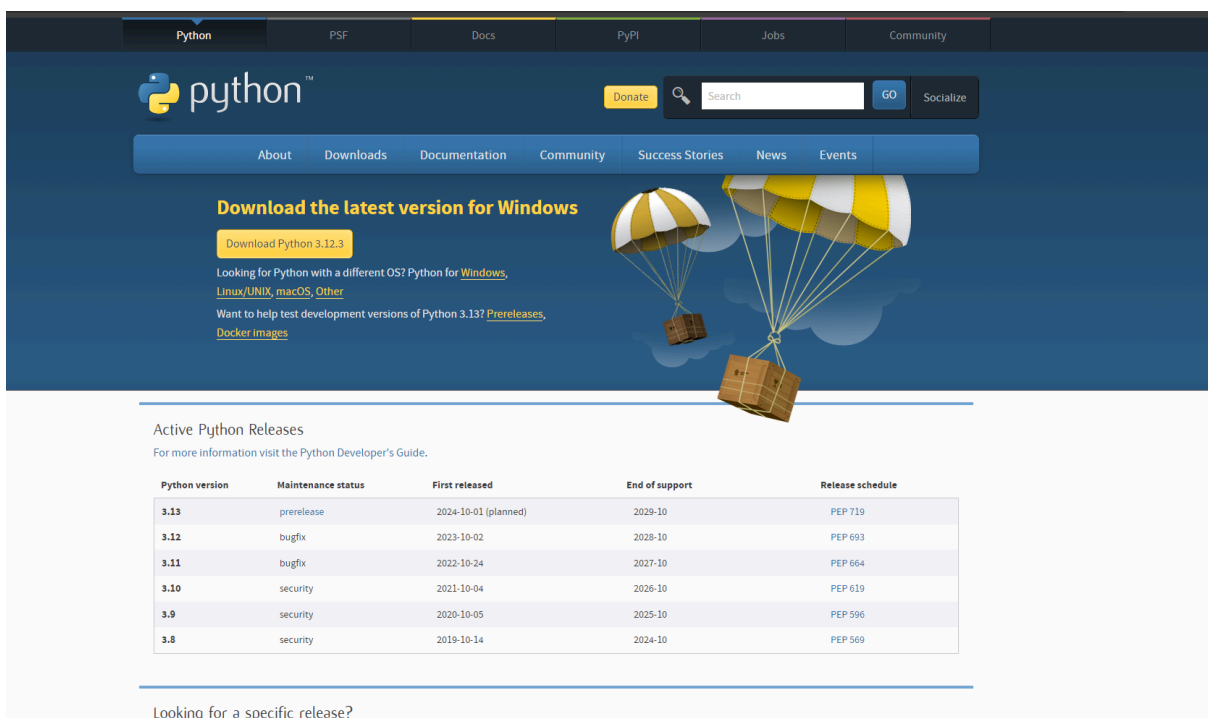 Python PSF Docs PyPI Jobs Community
python™
Donate Search GO Socialize
About Downloads Documentation Community Success Stories News Events
Download the latest version for Windows
Download Python 3.12.3
Looking for Python with a different OS? Python for Windows,
Linux/UNIX, macOS, Other
Want to help test development versions of Python 3.13? Prereleases,
Docker images
Active Python Releases
For more information visit the Python Developer's Guide.
Python version Maintenance status First released End of support Release schedule
3.13 prerelease 2024-10-01 (planned) 2029-10 PEP 719
3.12 bugfix 2023-10-02 2028-10 PEP 693
3.11 bugfix 2022-10-24 2027-10 PEP 664
3.10 security 2021-10-04 2026-10 PEP 619
3.9 security 2020-10-05 2025-10 PEP 596
3.8 security 2019-10-14 2024-10 PEP 569
Looking for a specific release?